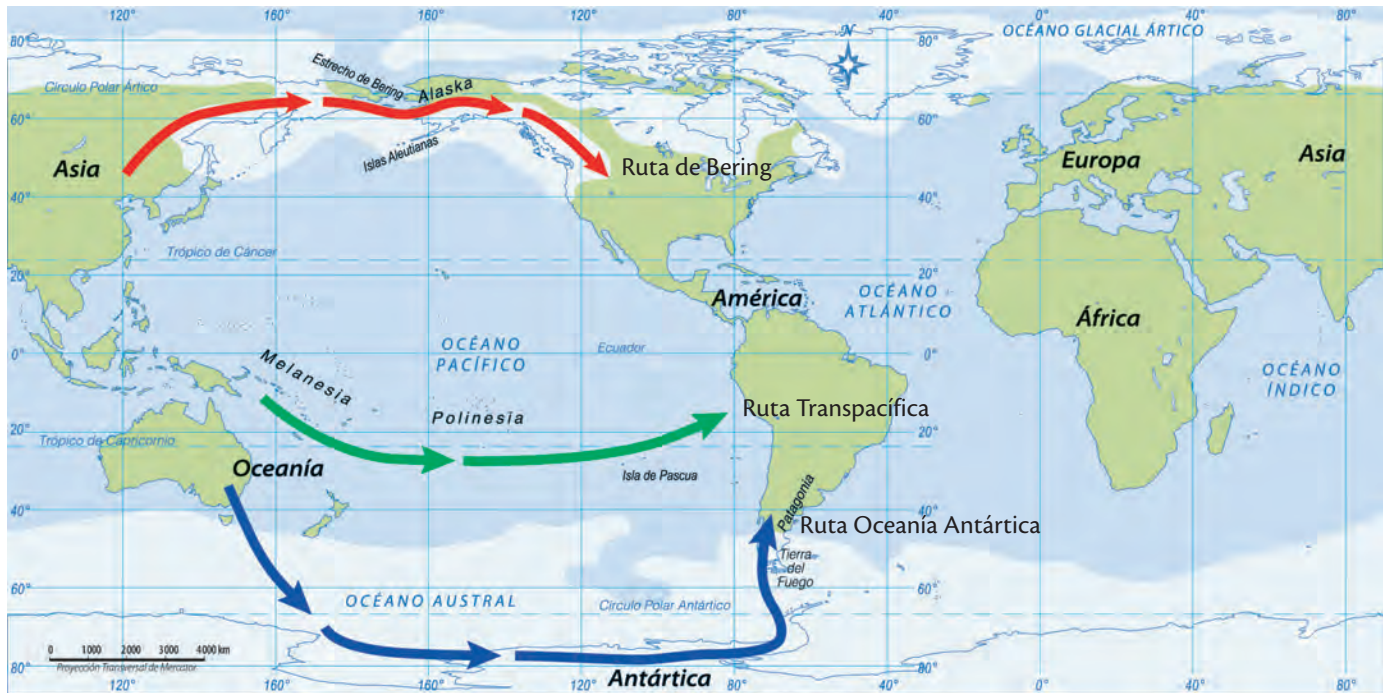 120° 160° 160° 120° 80° 40° 0° 40° 80°
80° 80° 80°
OCÉANO GLACIAL ÁRTICO
N
Círculo Polar Ártico
Estrecho de Bering
Alaska
60° 60° 60°
Islas Aleutianas
Asia
Ruta de Bering
Europa
Asia
40° 40° 40°
Trópico de Cáncer
20° 20° 20°
América
OCÉANO
ATLÁNTICO
África
OCÉANO
PACÍFICO
Ecuador
0° 0° 0°
OCÉANO
ÍNDICO
Melanesia
Polinesia
Ruta Transpacífica
20° 20° 20°
Trópico de Capricornio
Oceanía
Isla de Pascua
Patagonia
40° 40° 40°
Ruta Oceanía Antártica
Tierra
del
Fuego
60° 60° 60°
OCÉANO AUSTRAL
Círculo Polar Antártico
0 1000 2000 3000 4000 km
Proyección Transversal de Mercator
80° 80° 80°
Antártica
120° 160° 160° 120° 80° 40° 0° 40° 80°